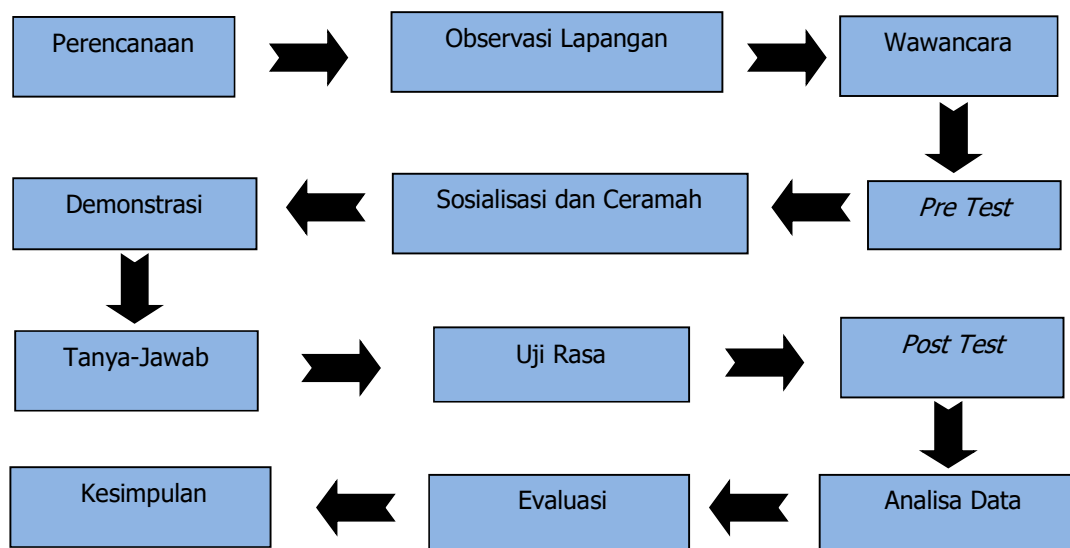 Perencanaan
Observasi Lapangan
Wawancara
Pre Test
Sosialisasi dan Ceramah
Demonstrasi
Tanya-Jawab
Uji Rasa
Post Test
Analisa Data
Evaluasi
Kesimpulan